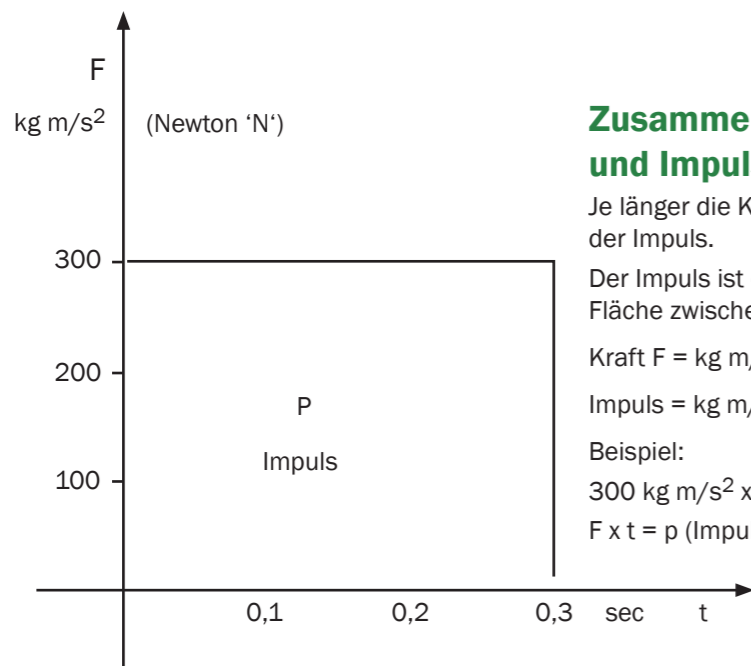 F
kg m/s² (Newton ‘N‘)
300
200
100
P
Impuls
0,1 0,2 0,3 sec t
Zusamme
und Impul
Je länger die K
der Impuls.
Der Impuls ist
Fläche zwische
Kraft F = kg m/
Impuls = kg m/
Beispiel:
300 kg m/s² x
F x t = p (Impu